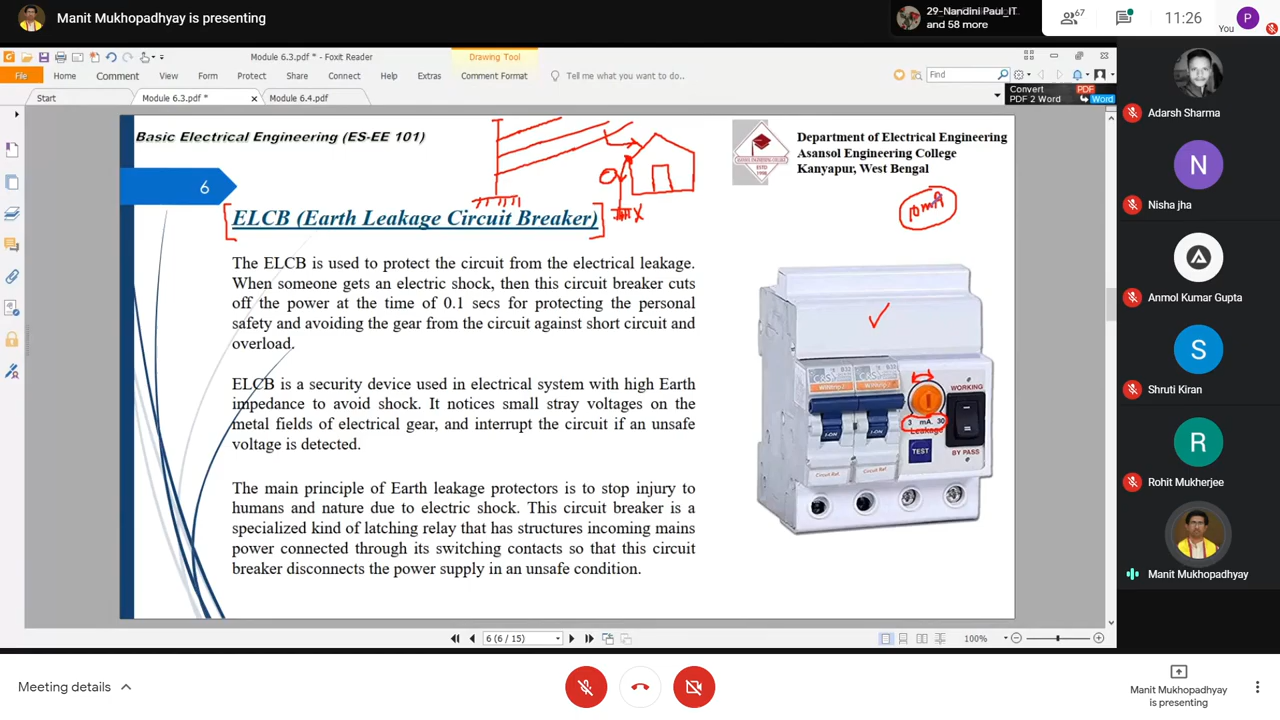 Manit Mukhopadhyay is presenting
29-Nandini Paul_IT...
and 58 more
67
11:26
You
P
Module 6.3.pdf * - Foxit Reader
Drawing Tool
File
Home
Comment
View
Form
Protect
Share
Connect
Help
Extras
Comment Format
Tell me what you want to do..
Find
Start
Module 6.3.pdf *
Module 6.4.pdf
Convert
PDF 2 Word
PDF
Word
Basic Electrical Engineering (ES-EE 101)
Department of Electrical Engineering
Asansol Engineering College
Kanyapur, West Bengal
6
10 mA
ELCB (Earth Leakage Circuit Breaker)
The ELCB is used to protect the circuit from the electrical leakage.
When someone gets an electric shock, then this circuit breaker cuts
off the power at the time of 0.1 secs for protecting the personal
safety and avoiding the gear from the circuit against short circuit and
overload.
ELCB is a security device used in electrical system with high Earth
impedance to avoid shock. It notices small stray voltages on the
metal fields of electrical gear, and interrupt the circuit if an unsafe
voltage is detected.
The main principle of Earth leakage protectors is to stop injury to
humans and nature due to electric shock. This circuit breaker is a
specialized kind of latching relay that has structures incoming mains
power connected through its switching contacts so that this circuit
breaker disconnects the power supply in an unsafe condition.
WORKING
3 mA. 30
Leakage
TEST
BY PASS
I-ON
I-ON
6 (6 / 15)
100%
Adarsh Sharma
N
Nisha jha
Anmol Kumar Gupta
S
Shruti Kiran
R
Rohit Mukherjee
Manit Mukhopadhyay
Meeting details
Manit Mukhopadhyay
is presenting